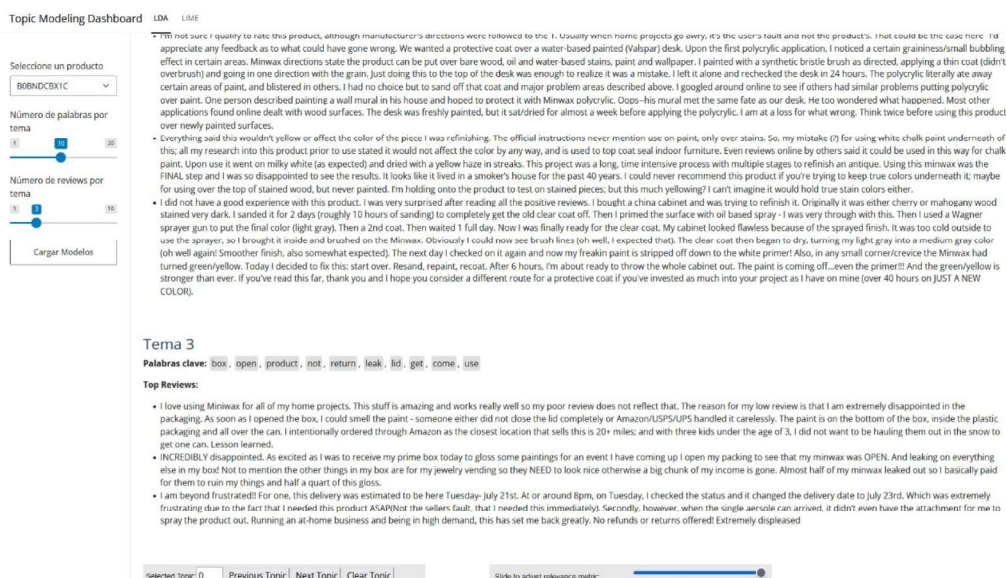 Topic Modeling Dashboard LDA LIME
Seleccione un producto
B0BNDCBX1C
Número de palabras por
tema
1 10 20
Número de reviews por
tema
1 3 10
Cargar Modelos
• I'm not sure I qualify to rate this product, although manufacturer's directions were followed to the T. Usually when home projects go awry, it's the user's fault and not the product's. That could be the case here I'd
appreciate any feedback as to what could have gone wrong. We wanted a protective coat over a water-based painted (Valspar) desk. Upon the first polycrylic application, I noticed a certain graininess/small bubbling
effect in certain areas. Minwax directions state the product can be put over bare wood, oil and water-based stains, paint and wallpaper. I painted with a synthetic bristle brush as directed, applying a thin coat (didn't
overbrush) and going in one direction with the grain. Just doing this to the top of the desk was enough to realize it was a mistake. I left it alone and rechecked the desk in 24 hours. The polycrylic literally ate away
certain areas of paint, and blistered in others. I had no choice but to sand off that coat and major problem areas described above. I googled around online to see if others had similar problems putting polycrylic
over paint. One person described painting a wall mural in his house and hoped to protect it with Minwax polycrylic. Oops--his mural met the same fate as our desk. He too wondered what happened. Most other
applications found online dealt with wood surfaces. The desk was freshly painted, but it sat/dried for almost a week before applying the polycrylic. I am at a loss for what wrong. Think twice before using this product
over newly painted surfaces.
• Everything said this wouldn't yellow or affect the color of the piece I was refinishing. The official instructions never mention use on paint, only over stains. So, my mistake (?) for using white chalk paint underneath of
this; all my research into this product prior to use stated it would not affect the color by any way, and is used to top coat seal indoor furniture. Even reviews online by others said it could be used in this way for chalk
paint. Upon use it went on milky white (as expected) and dried with a yellow haze in streaks. This project was a long, time intensive process with multiple stages to refinish an antique. Using this minwax was the
FINAL step and I was so disappointed to see the results. It looks like it lived in a smoker's house for the past 40 years. I could never recommend this product if you're trying to keep true colors underneath it; maybe
for using over the top of stained wood, but never painted. I'm holding onto the product to test on stained pieces; but this much yellowing? I can't imagine it would hold true stain colors either.
• I did not have a good experience with this product. I was very surprised after reading all the positive reviews. I bought a china cabinet and was trying to refinish it. Originally it was either cherry or mahogany wood
stained very dark. I sanded it for 2 days (roughly 10 hours of sanding) to completely get the old clear coat off. Then I primed the surface with oil based spray - I was very through with this. Then I used a Wagner
sprayer gun to put the final color (light gray). Then a 2nd coat. Then waited 1 full day. Now I was finally ready for the clear coat. My cabinet looked flawless because of the sprayed finish. It was too cold outside to
use the sprayer, so I brought it inside and brushed on the Minwax. Obviously I could now see brush lines (oh well, I expected that). The clear coat then began to dry, turning my light gray into a medium gray color
(oh well again! Smoother finish, also somewhat expected). The next day I checked on it again and now my freakin paint is stripped off down to the white primer! Also, in any small corner/crevice the Minwax had
turned green/yellow. Today I decided to fix this: start over. Resand, repaint, recoat. After 6 hours, I'm about ready to throw the whole cabinet out. The paint is coming off...even the primer!!! And the green/yellow is
stronger than ever. If you've read this far, thank you and I hope you consider a different route for a protective coat if you've invested as much into your project as I have on mine (over 40 hours on JUST A NEW
COLOR).
Tema 3
Palabras clave: box , open , product , not , return , leak , lid , get , come , use
Top Reviews:
• I love using Miniwax for all of my home projects. This stuff is amazing and works really well so my poor review does not reflect that. The reason for my low review is that I am extremely disappointed in the
packaging. As soon as I opened the box, I could smell the paint - someone either did not close the lid completely or Amazon/USPS/UPS handled it carelessly. The paint is on the bottom of the box, inside the plastic
packaging and all over the can. I intentionally ordered through Amazon as the closest location that sells this is 20+ miles; and with three kids under the age of 3, I did not want to be hauling them out in the snow to
get one can. Lesson learned.
• INCREDIBLY disappointed. As excited as I was to receive my prime box today to gloss some paintings for an event I have coming up I open my packing to see that my minwax was OPEN. And leaking on everything
else in my box! Not to mention the other things in my box are for my jewelry vending so they NEED to look nice otherwise a big chunk of my income is gone. Almost half of my minwax leaked out so I basically paid
for them to ruin my things and half a quart of this gloss.
• I am beyond frustrated!! For one, this delivery was estimated to be here Tuesday- July 21st. At or around 8pm, on Tuesday, I checked the status and it changed the delivery date to July 23rd. Which was extremely
frustrating due to the fact that I needed this product ASAP(Not the sellers fault, that I needed this immediately). Secondly, however, when the single aersole can arrived, it didn't even have the attachment for me to
spray the product out. Running an at-home business and being in high demand, this has set me back greatly. No refunds or returns offered! Extremely displeased
Selected Topic: 0 Previous Topic Next Topic Clear Topic Slide to adjust relevance metric: